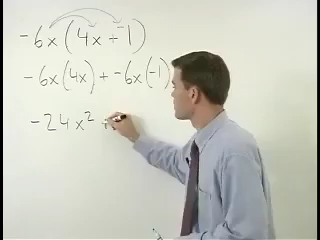 -6x(4x + -1)
-6x(4x) + -6x(-1)
-24x² +